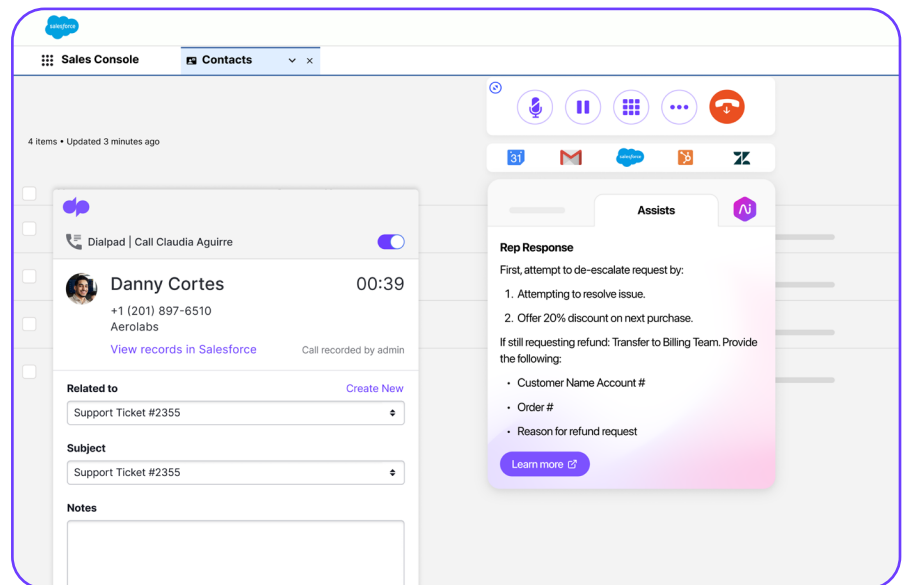 salesforce
Sales Console
Contacts
4 items • Updated 3 minutes ago
Dialpad | Call Claudia Aguirre
Danny Cortes
00:39
+1 (201) 897-6510
Aerolabs
View records in Salesforce
Call recorded by admin
Related to
Create New
Support Ticket #2355
Subject
Support Ticket #2355
Notes
31
salesforce
Assists
Ai
Rep Response
First, attempt to de-escalate request by:
1. Attempting to resolve issue.
2. Offer 20% discount on next purchase.
If still requesting refund: Transfer to Billing Team. Provide
the following:
• Customer Name Account #
• Order #
• Reason for refund request
Learn more